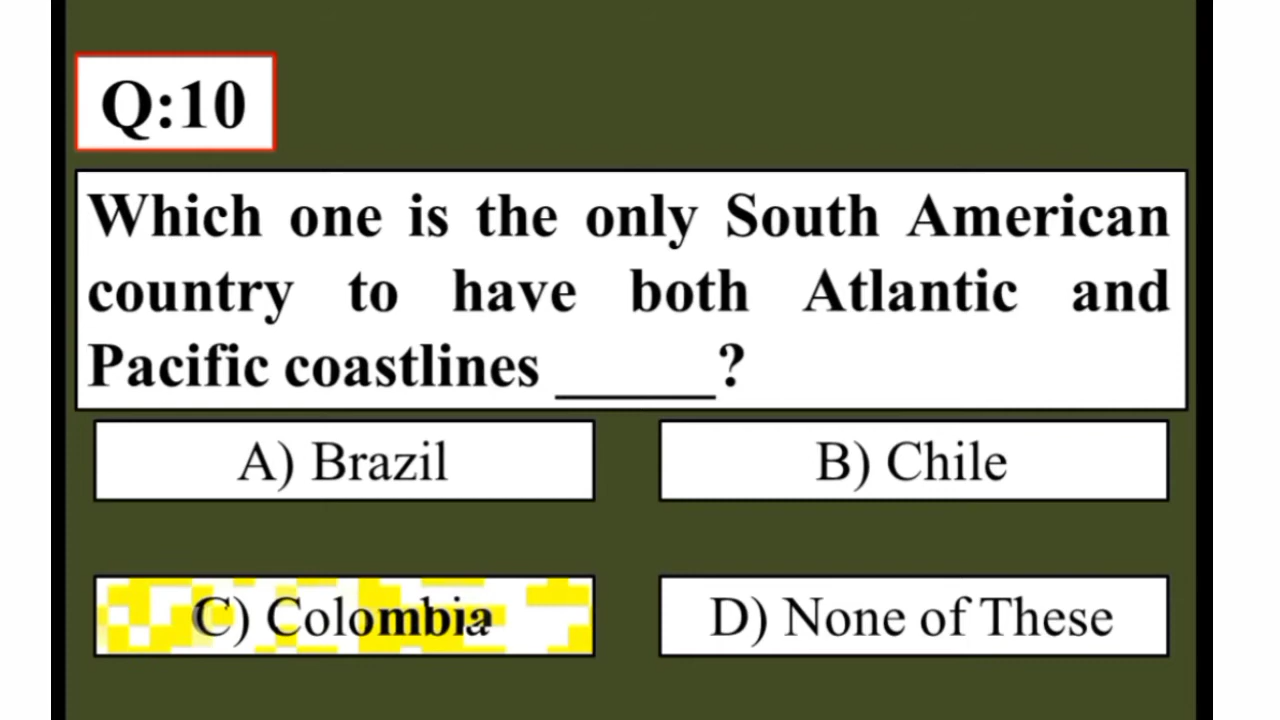 Q:10
Which one is the only South American
country to have both Atlantic and
Pacific coastlines _____?
A) Brazil
B) Chile
C) Colombia
D) None of These